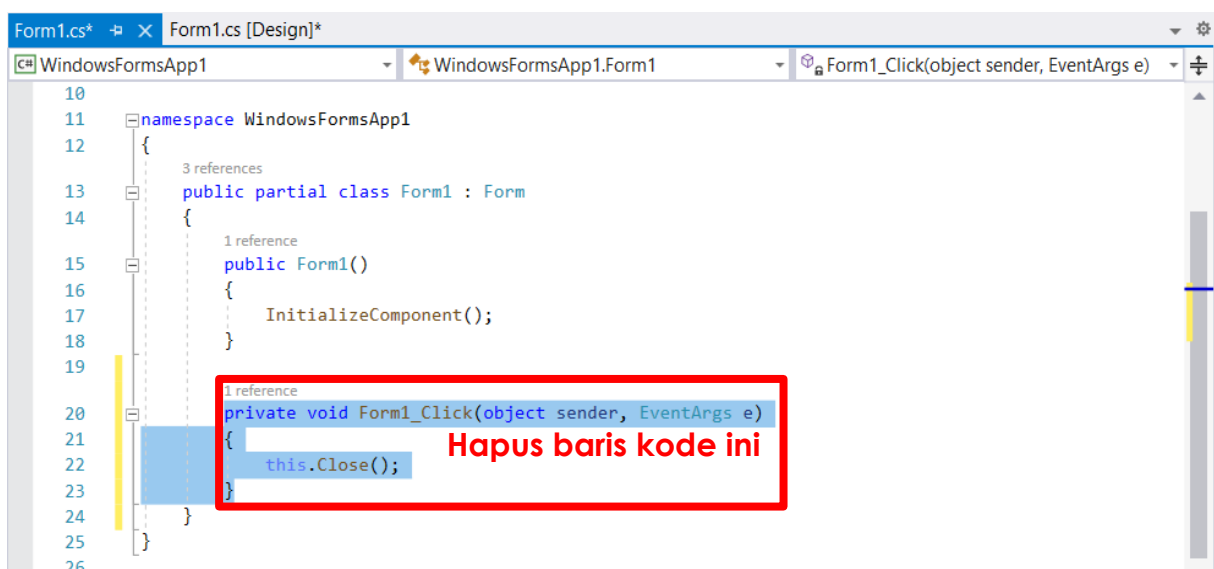 Form1.cs* Form1.cs [Design]*
C# WindowsFormsApp1 WindowsFormsApp1.Form1 Form1_Click(object sender, EventArgs e)
10
11 namespace WindowsFormsApp1
12 {
3 references
13 public partial class Form1 : Form
14 {
1 reference
15 public Form1()
16 {
17 InitializeComponent();
18 }
19
1 reference
20 private void Form1_Click(object sender, EventArgs e)
21 {
Hapus baris kode ini
22 this.Close();
23 }
24 }
25 }
26